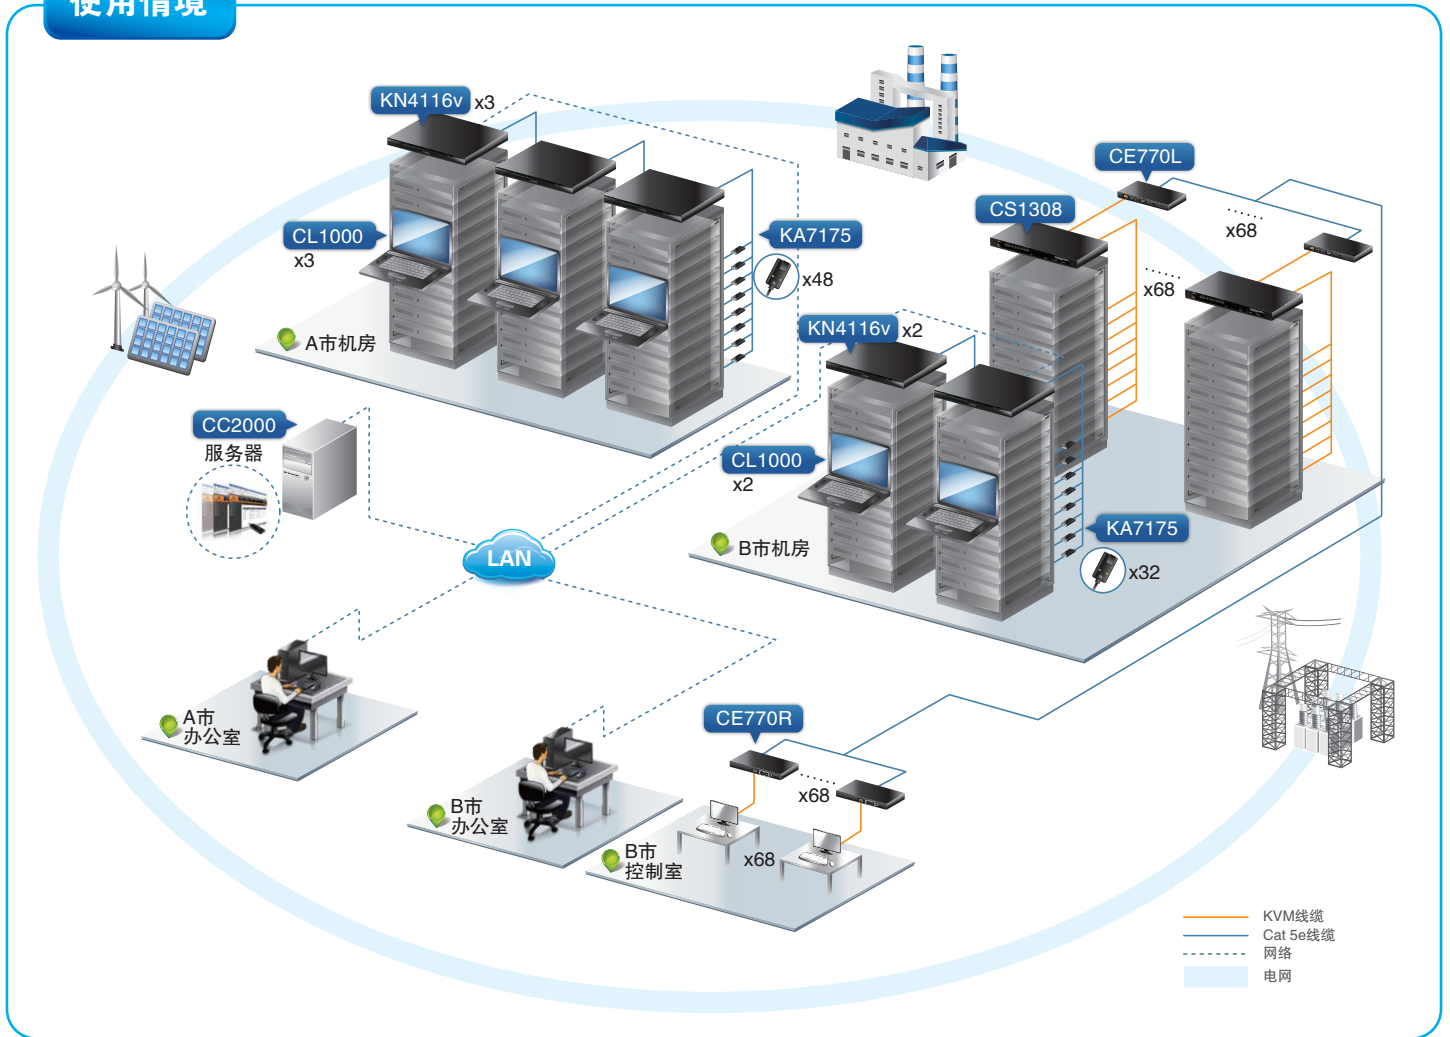 使用情境
KN4116v x3
CE770L
CS1308
x68
CL1000
x3
KA7175
x48
x68
KN4116v x2
A市机房
CC2000
服务器
CL1000
x2
KA7175
x32
B市机房
LAN
A市
办公室
CE770R
x68
B市
办公室
B市
控制室
x68
KVM线缆
Cat 5e线缆
网络
电网